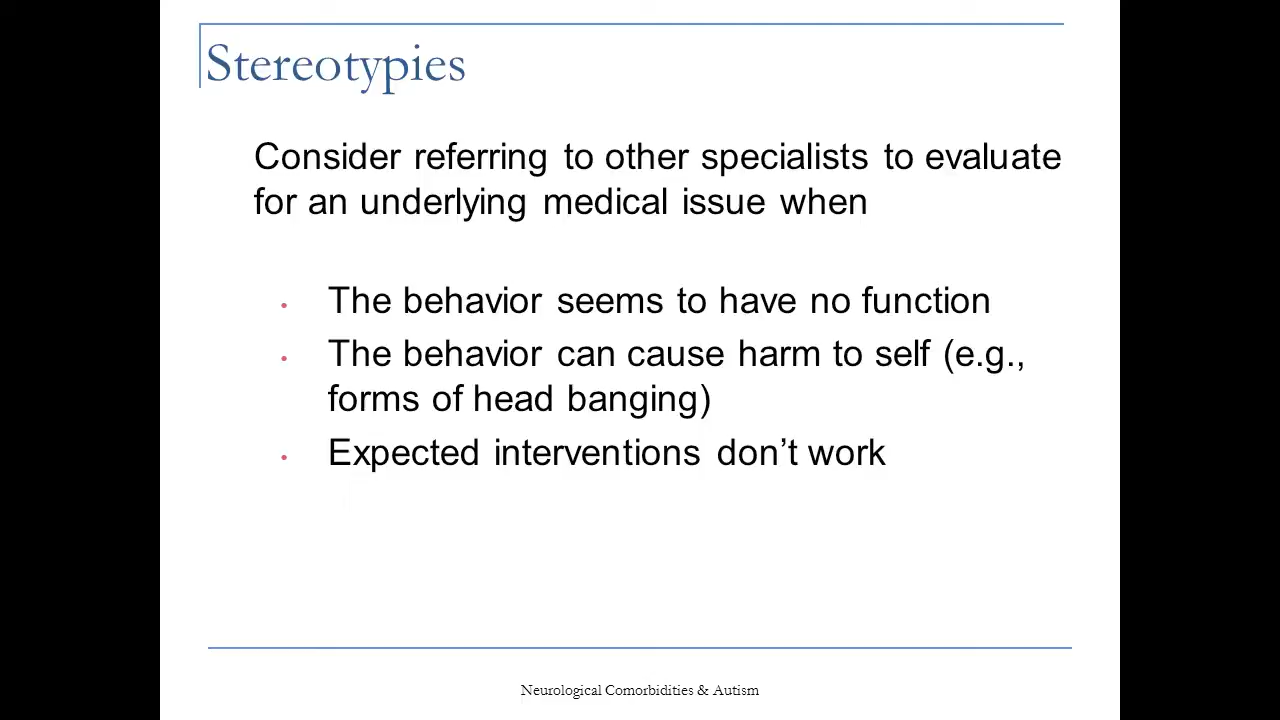 Stereotypies
Consider referring to other specialists to evaluate
for an underlying medical issue when
• The behavior seems to have no function
• The behavior can cause harm to self (e.g.,
forms of head banging)
• Expected interventions don’t work
Neurological Comorbidities & Autism